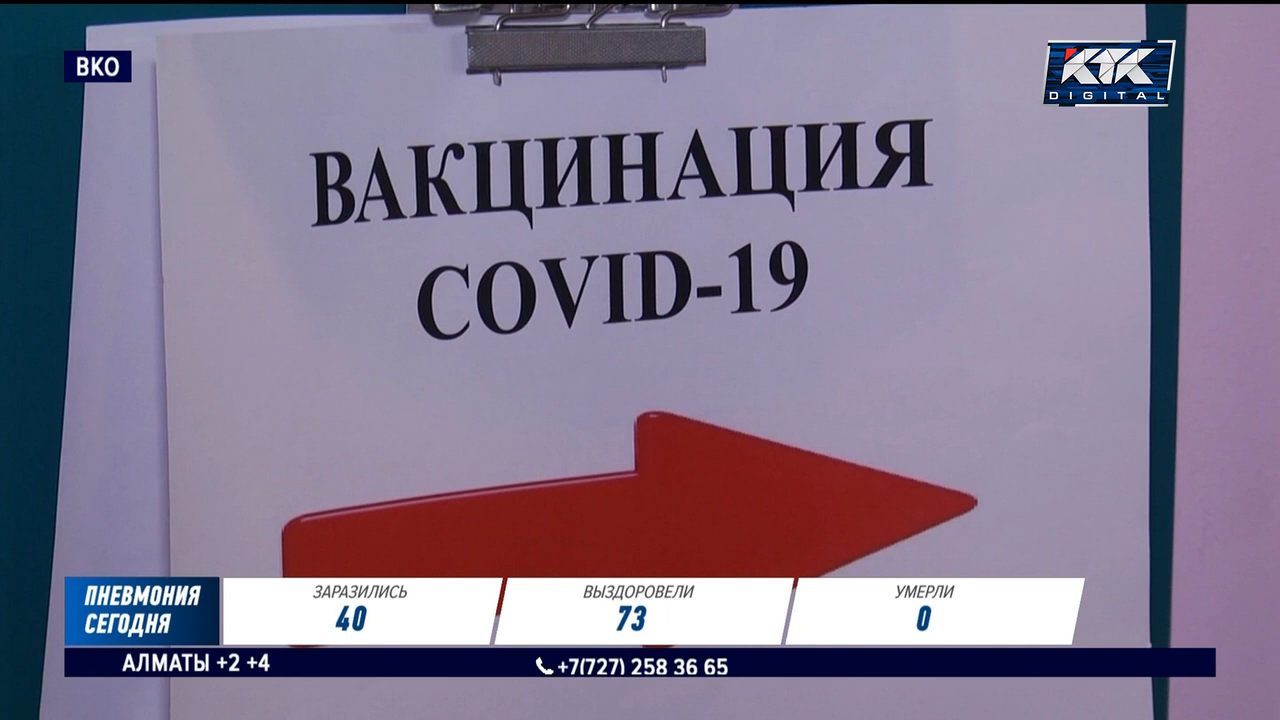 ВКО
КТК
DIGITAL
ВАКЦИНАЦИЯ
COVID-19
ПНЕВМОНИЯ
СЕГОДНЯ
ЗАРАЗИЛИСЬ
40
ВЫЗДОРОВЕЛИ
73
УМЕРЛИ
0
АЛМАТЫ +2 +4
+7(727) 258 36 65